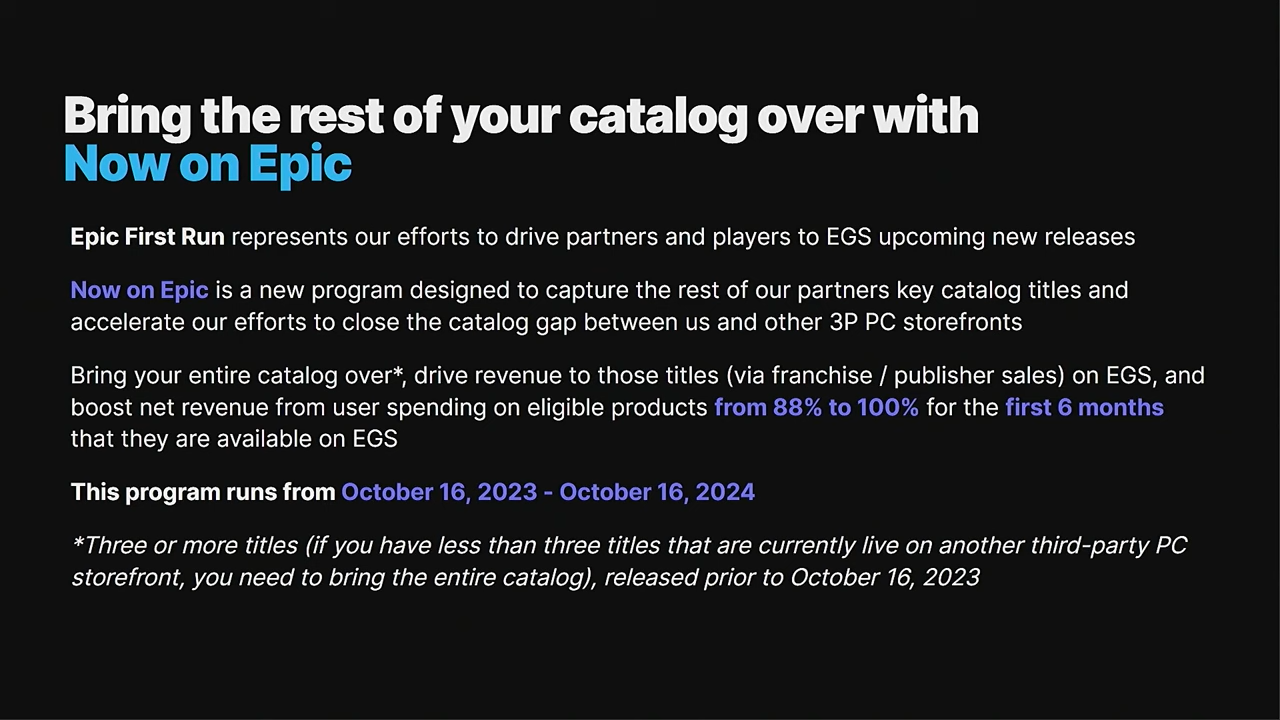 Bring the rest of your catalog over with
Now on Epic
Epic First Run represents our efforts to drive partners and players to EGS upcoming new releases
Now on Epic is a new program designed to capture the rest of our partners key catalog titles and
accelerate our efforts to close the catalog gap between us and other 3P PC storefronts
Bring your entire catalog over*, drive revenue to those titles (via franchise / publisher sales) on EGS, and
boost net revenue from user spending on eligible products from 88% to 100% for the first 6 months
that they are available on EGS
This program runs from October 16, 2023 - October 16, 2024
*Three or more titles (if you have less than three titles that are currently live on another third-party PC
storefront, you need to bring the entire catalog), released prior to October 16, 2023